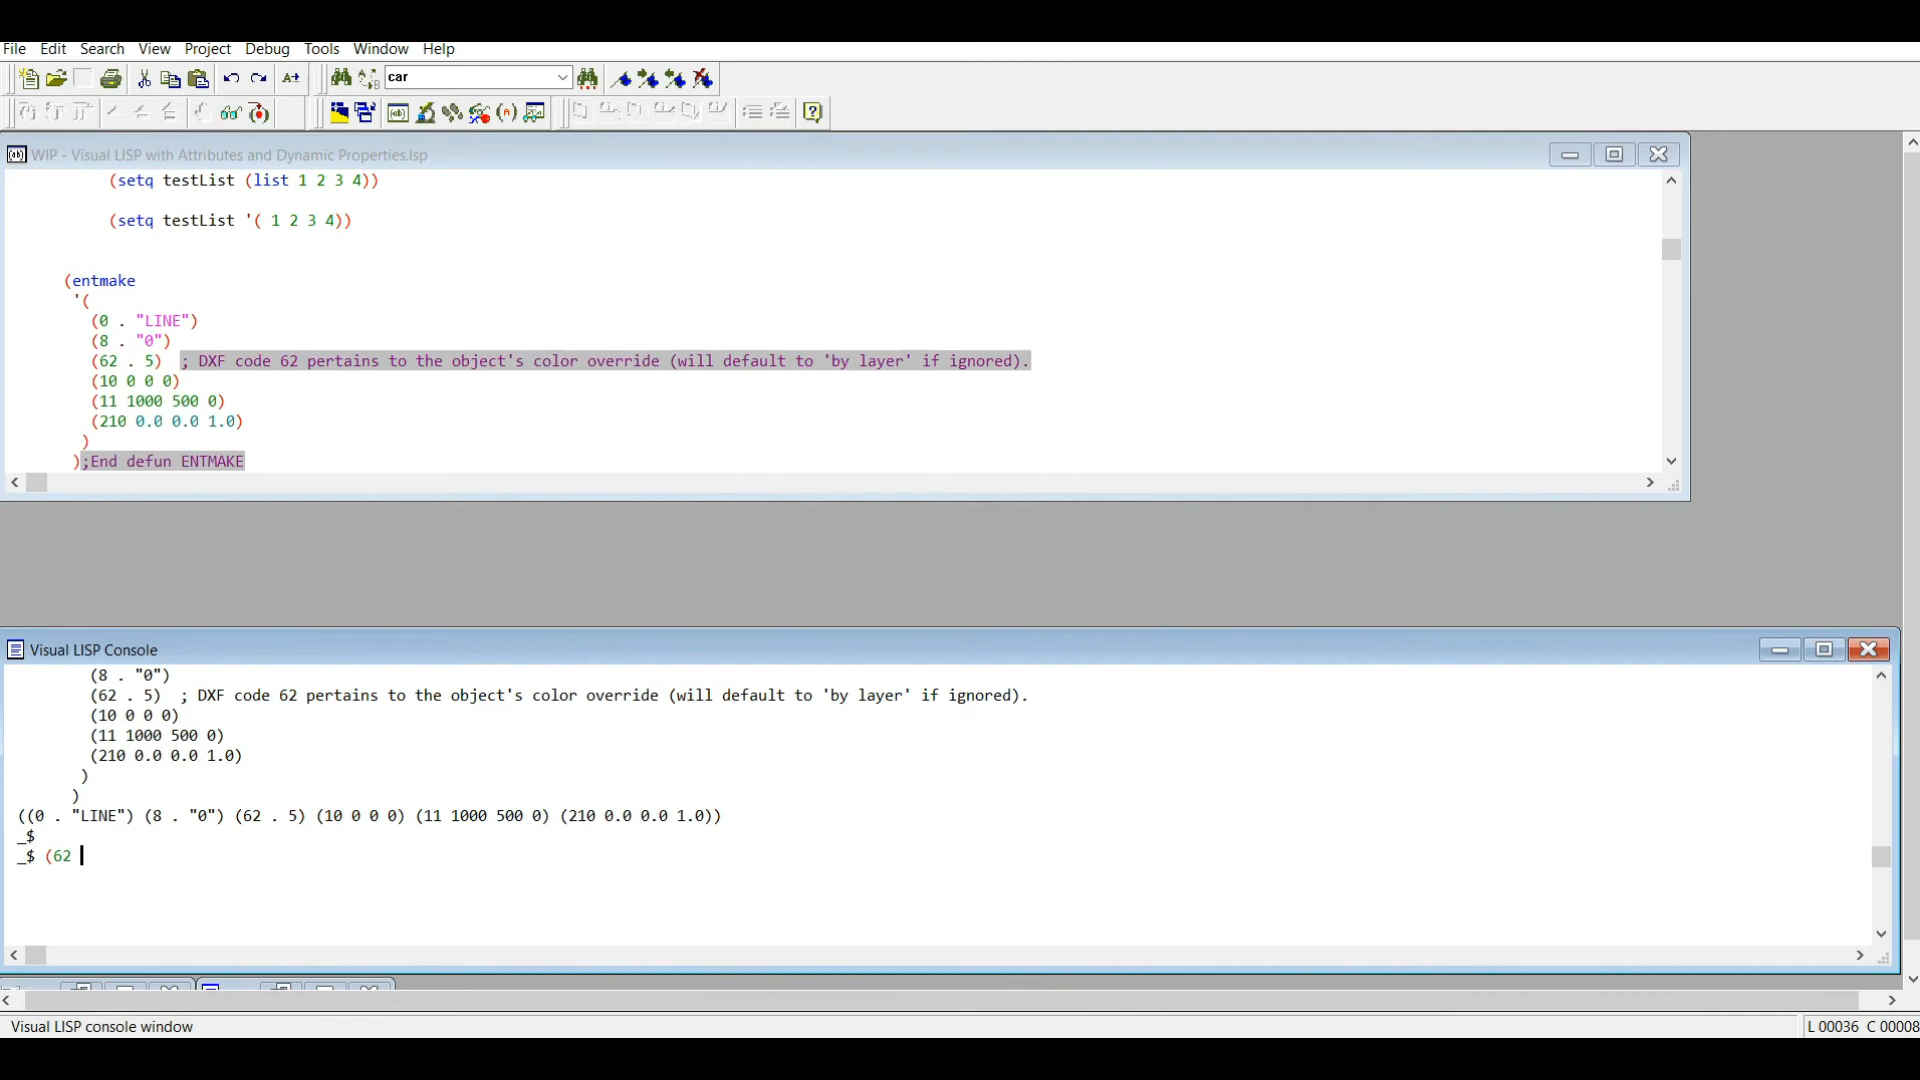 File Edit Search View Project Debug Tools Window Help
car
WIP - Visual LISP with Attributes and Dynamic Properties.lsp
(setq testList (list 1 2 3 4))
(setq testList '( 1 2 3 4))
(entmake
'(
(0 . "LINE")
(8 . "0")
(62 . 5) ; DXF code 62 pertains to the object's color override (will default to 'by layer' if ignored).
(10 0 0 0)
(11 1000 500 0)
(210 0.0 0.0 1.0)
)
);End defun ENTMAKE
Visual LISP Console
(8 . "0")
(62 . 5) ; DXF code 62 pertains to the object's color override (will default to 'by layer' if ignored).
(10 0 0 0)
(11 1000 500 0)
(210 0.0 0.0 1.0)
)
)
((0 . "LINE") (8 . "0") (62 . 5) (10 0 0 0) (11 1000 500 0) (210 0.0 0.0 1.0))
_$
_$ (62
Visual LISP console window
L 00036 C 00008